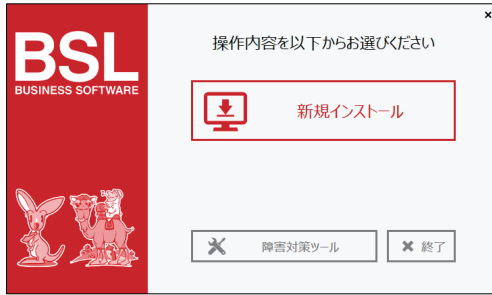 BSL
BUSINESS SOFTWARE
操作内容を以下からお選びください
新規インストール
障害対策ツール
終了